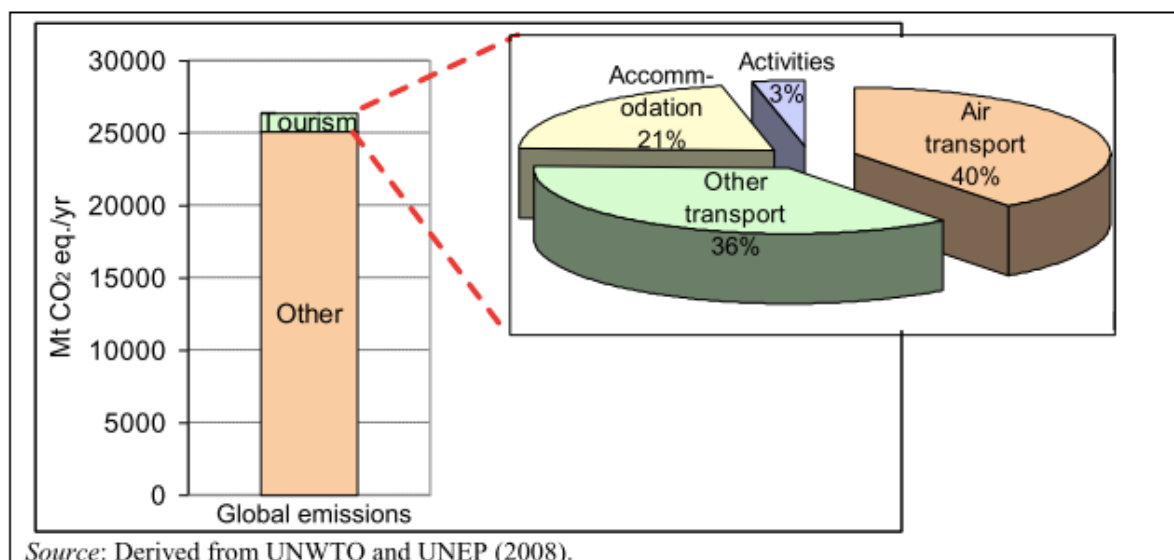 30000
25000
20000
15000
10000
5000
0
Mt CO₂ eq./yr
Tourism
Other
Global emissions
Accomm-
odation
21%
Activities
3%
Air
transport
40%
Other
transport
36%
Source: Derived from UNWTO and UNEP (2008).